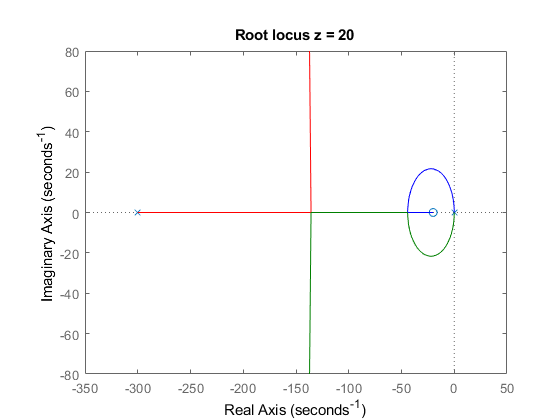 Root locus z = 20
80
60
40
20
0
-20
-40
-60
-80
Imaginary Axis (seconds⁻¹)
-350 -300 -250 -200 -150 -100 -50 0 50
Real Axis (seconds⁻¹)